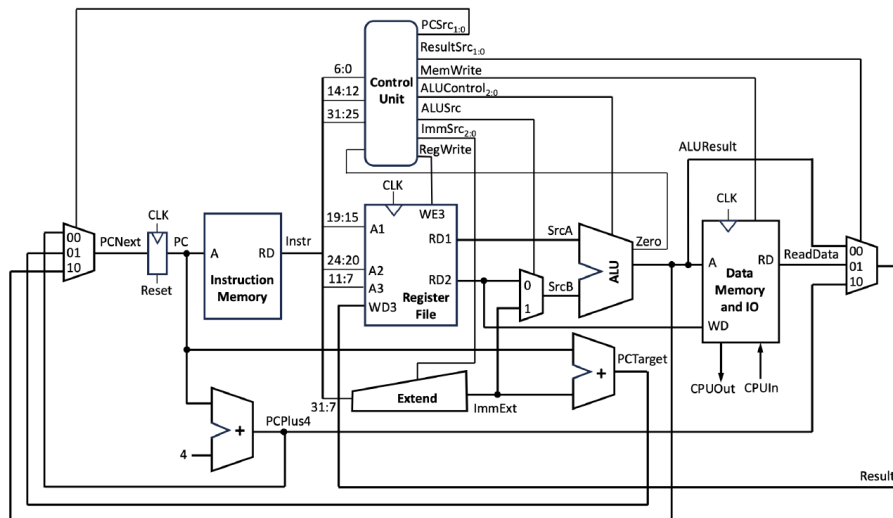 PCSrc1:0
ResultSrc1:0
MemWrite
ALUControl2:0
ALUSrc
ImmSrc2:0
RegWrite
6:0
14:12
31:25
Control
Unit
ALUResult
CLK
WE3
19:15
A1
RD1
24:20
A2
11:7
A3
RD2
WD3
Register
File
00
01
10
PCNext
CLK
PC
Reset
A
RD
Instr
Instruction
Memory
SrcA
0
1
SrcB
ALU
Zero
CLK
A
RD
ReadData
Data
Memory
and IO
WD
CPUOut
CPUIn
00
01
10
PCTarget
+
31:7
Extend
ImmExt
PCPlus4
+
4
Result